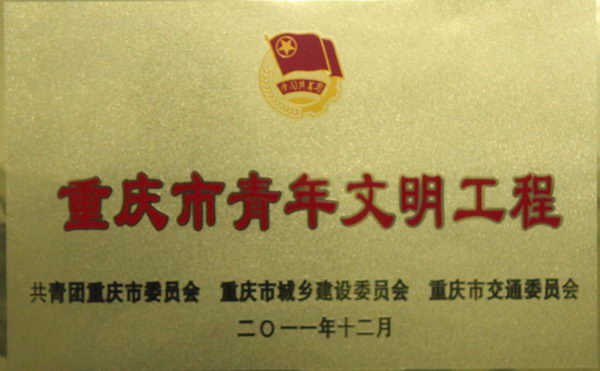 中国共青团
重庆市青年文明工程
共青团重庆市委员会 重庆市城乡建设委员会 重庆市交通委员会
二〇一一年十二月